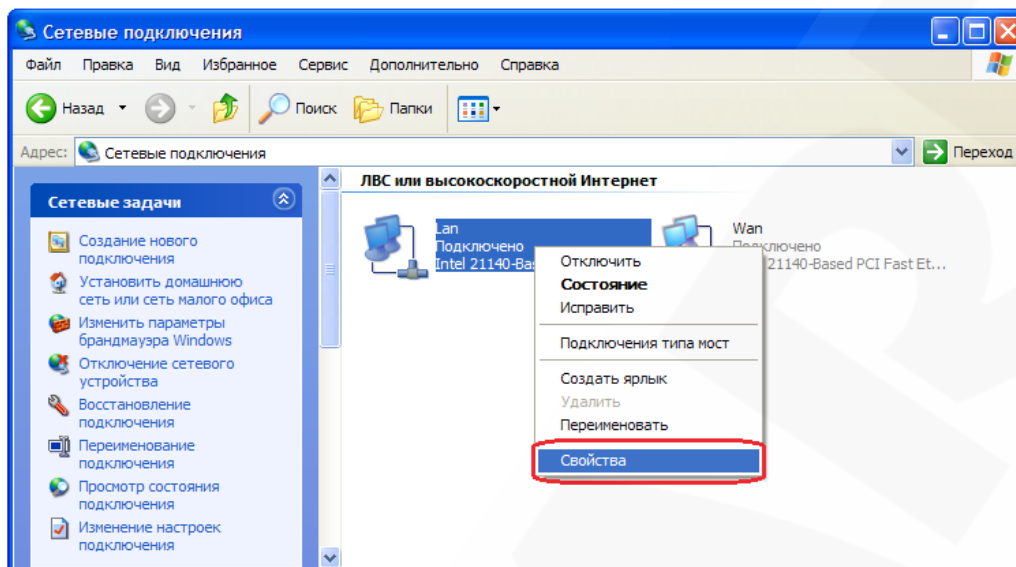 Сетевые подключения
Файл Правка Вид Избранное Сервис Дополнительно Справка
Назад Поиск Папки
Адрес: Сетевые подключения Переход
Сетевые задачи
Создание нового
подключения
Установить домашнюю
сеть или сеть малого офиса
Изменить параметры
брандмауэра Windows
Отключение сетевого
устройства
Восстановление
подключения
Переименование
подключения
Просмотр состояния
подключения
Изменение настроек
подключения
ЛВС или высокоскоростной Интернет
Lan
Подключено
Intel 21140-Bas
Wan
Подключено
21140-Based PCI Fast Et...
Отключить
Состояние
Исправить
Подключения типа мост
Создать ярлык
Удалить
Переименовать
Свойства